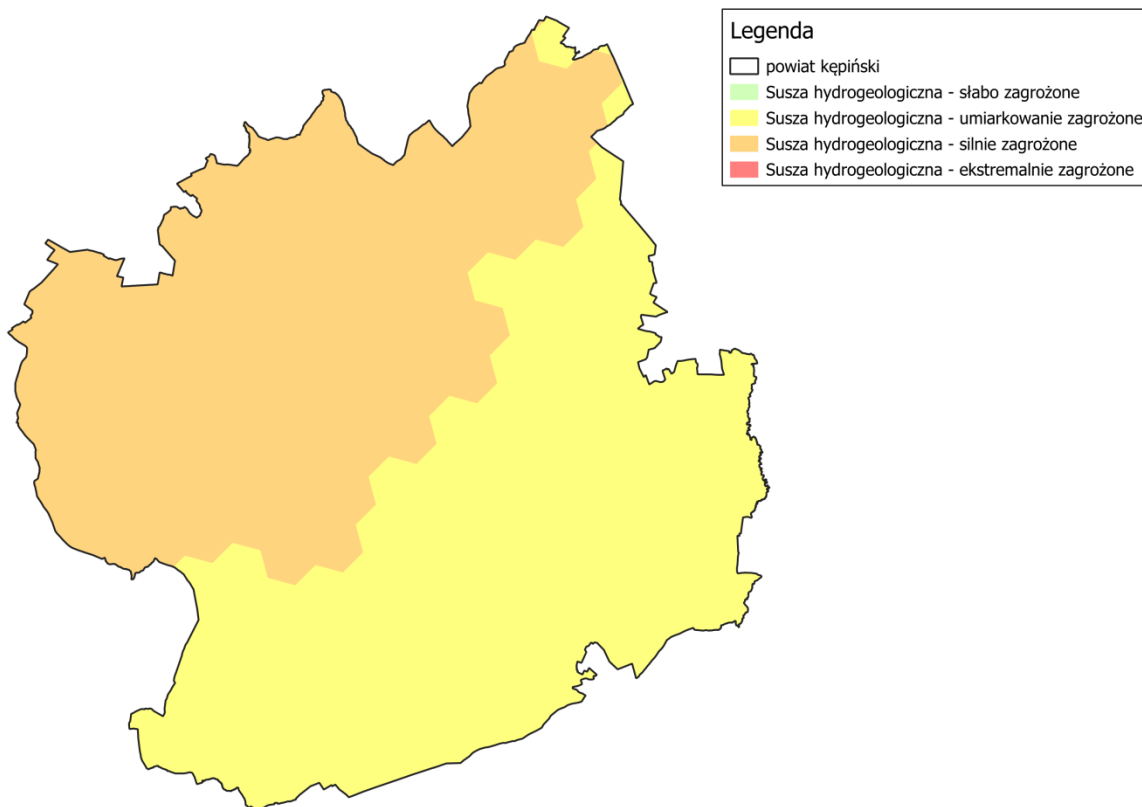 Legenda
powiat kępiński
Susza hydrogeologiczna - słabo zagrożone
Susza hydrogeologiczna - umiarkowanie zagrożone
Susza hydrogeologiczna - silnie zagrożone
Susza hydrogeologiczna - ekstremalnie zagrożone